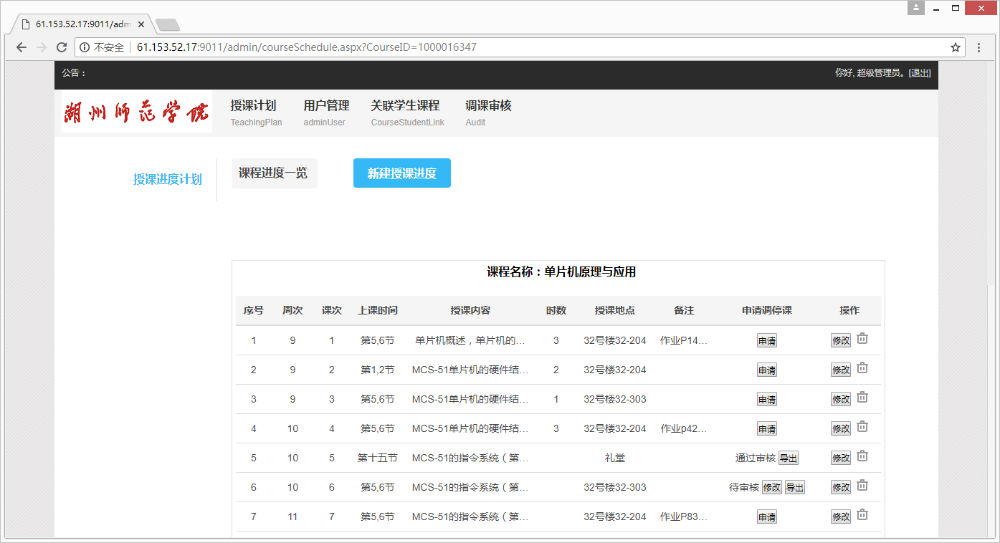 61.153.52.17:9011/adm
不安全 61.153.52.17:9011/admin/courseSchedule.aspx?CourseID=1000016347
公告： 你好, 超级管理员。[退出]
湖州师范学院 授课计划 用户管理 关联学生课程 调课审核
TeachingPlan adminUser CourseStudentLink Audit
授课进度计划 课程进度一览 新建授课进度
课程名称：单片机原理与应用
序号 周次 课次 上课时间 授课内容 时数 授课地点 备注 申请调停课 操作
1 9 1 第5,6节 单片机概述，单片机的… 3 32号楼32-204 作业P14… 申请 修改
2 9 2 第1,2节 MCS-51单片机的硬件结… 2 32号楼32-204 申请 修改
3 9 3 第5,6节 MCS-51单片机的硬件结… 1 32号楼32-303 申请 修改
4 10 4 第5,6节 MCS-51单片机的硬件结… 3 32号楼32-204 作业p42… 申请 修改
5 10 5 第十五节 MCS-51的指令系统（第… 礼堂 通过审核 导出 修改
6 10 6 第5,6节 MCS-51的指令系统（第… 32号楼32-303 待审核 修改 导出 修改
7 11 7 第5,6节 MCS-51的指令系统（第… 32号楼32-204 作业P83… 申请 修改